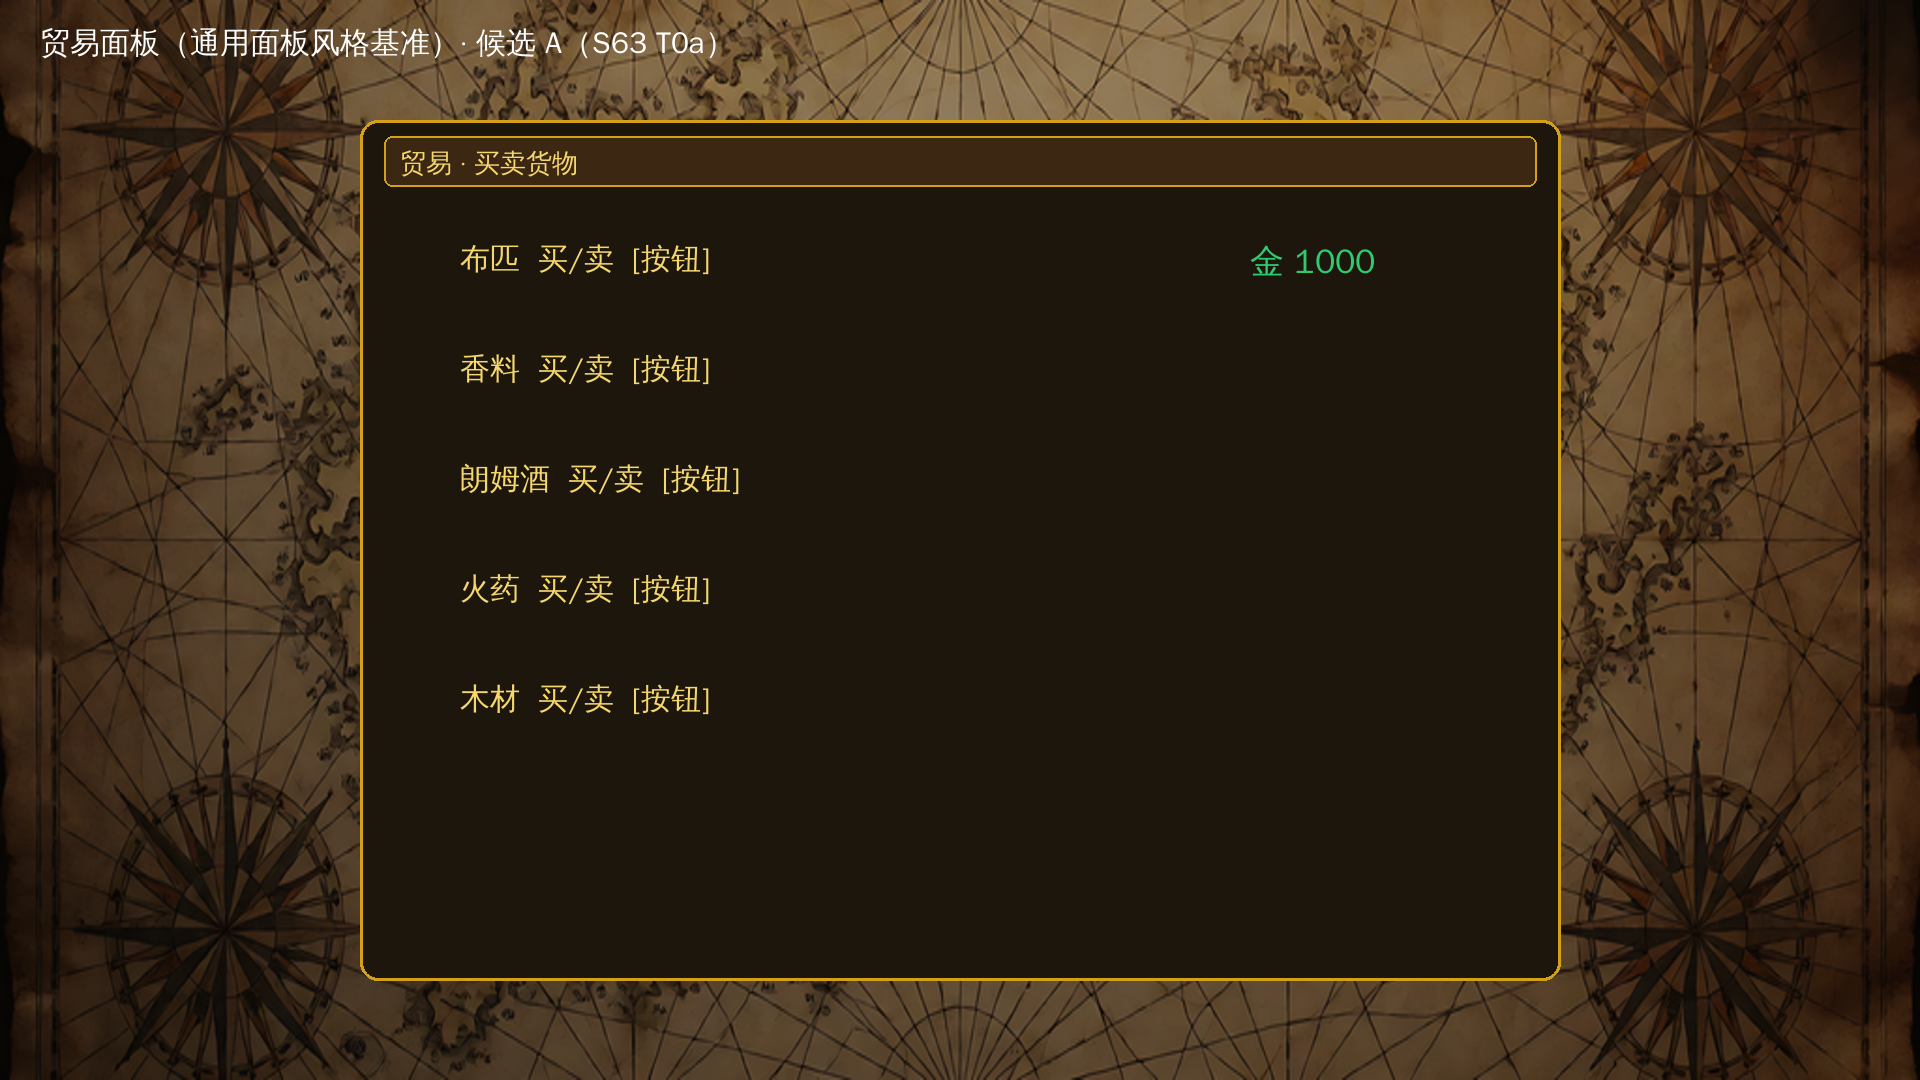 贸易面板（通用面板风格基准）· 候选 A（S63 T0a）
贸易 · 买卖货物
布匹 买/卖 [按钮]
金 1000
香料 买/卖 [按钮]
朗姆酒 买/卖 [按钮]
火药 买/卖 [按钮]
木材 买/卖 [按钮]